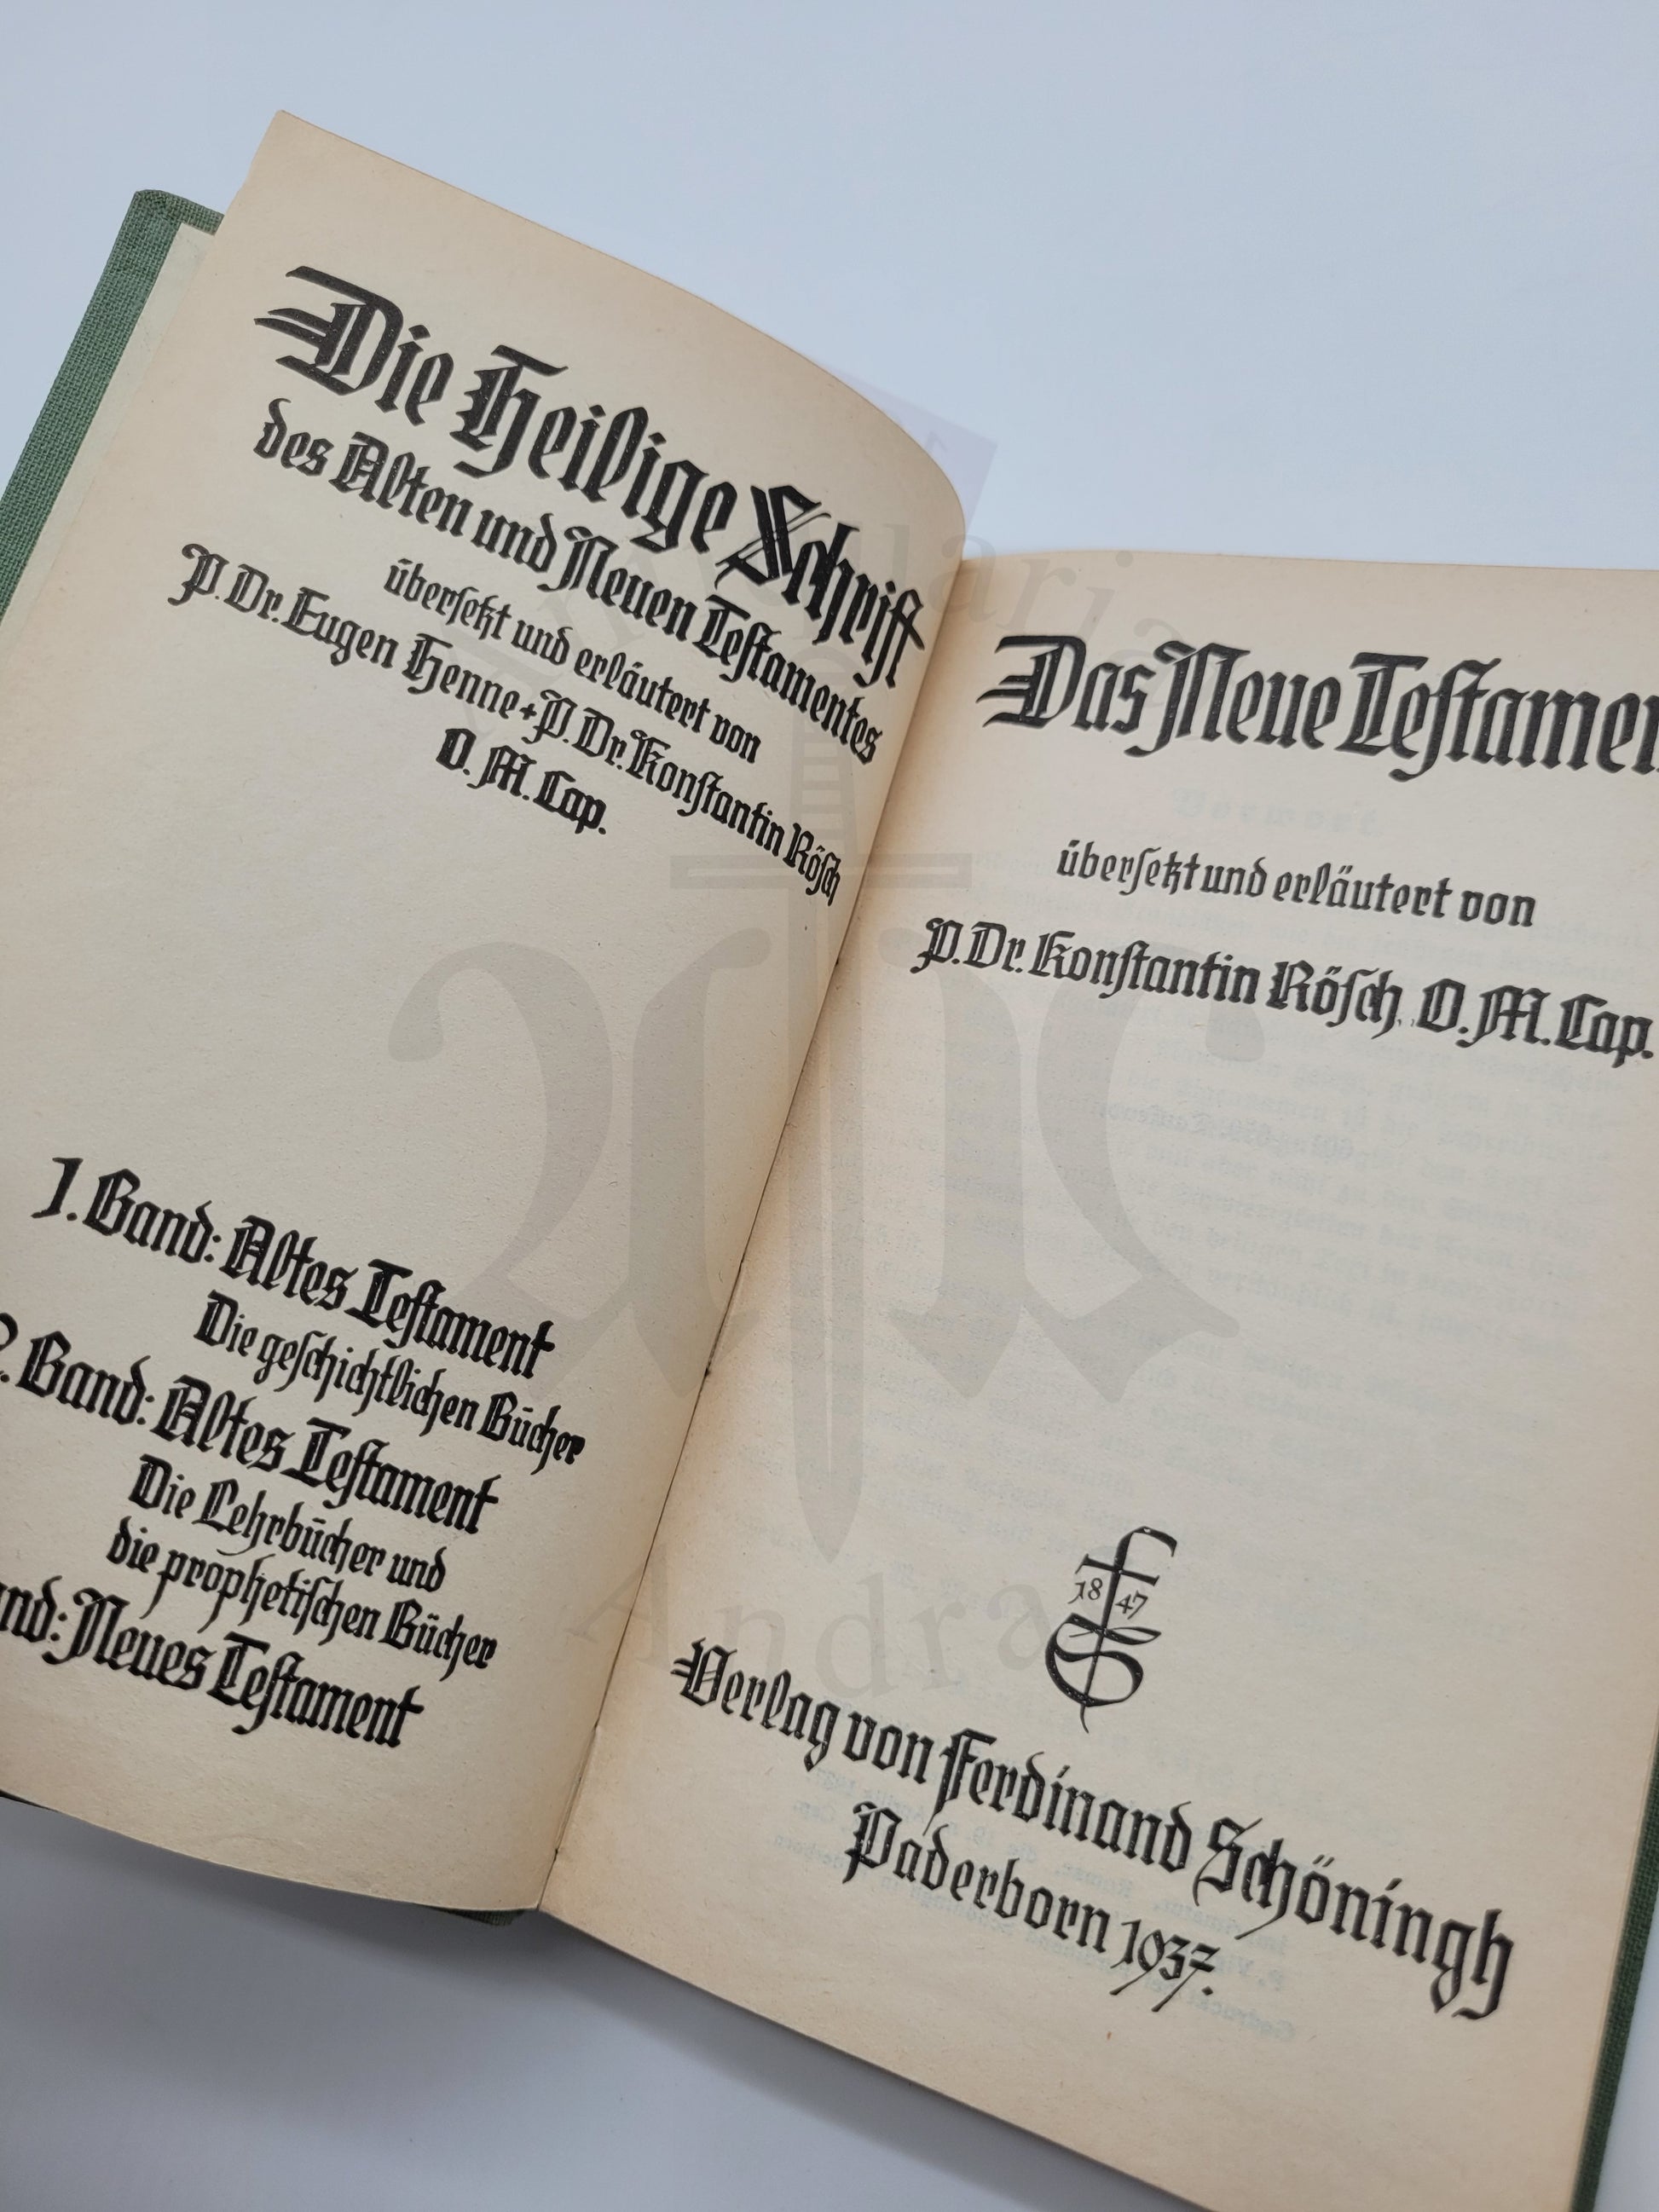 Die Heilige Schrift
des Alten und Neuen Testamentes
übersetzt und erläutert von
P. Dr. Eugen Henne + P. Dr. Konstantin Rösch
O. M. Cap.
1. Band: Altes Testament
Die geschichtlichen Bücher
2. Band: Altes Testament
Die Lehrbücher und
die prophetischen Bücher
Neues Testament
Das Neue
übersetzt und erläutert von
P. Dr. Konstantin Rösch, O. M. Cap.
18 47
Verlag von Ferdinand Schöningh
Paderborn 1937.
Andrä